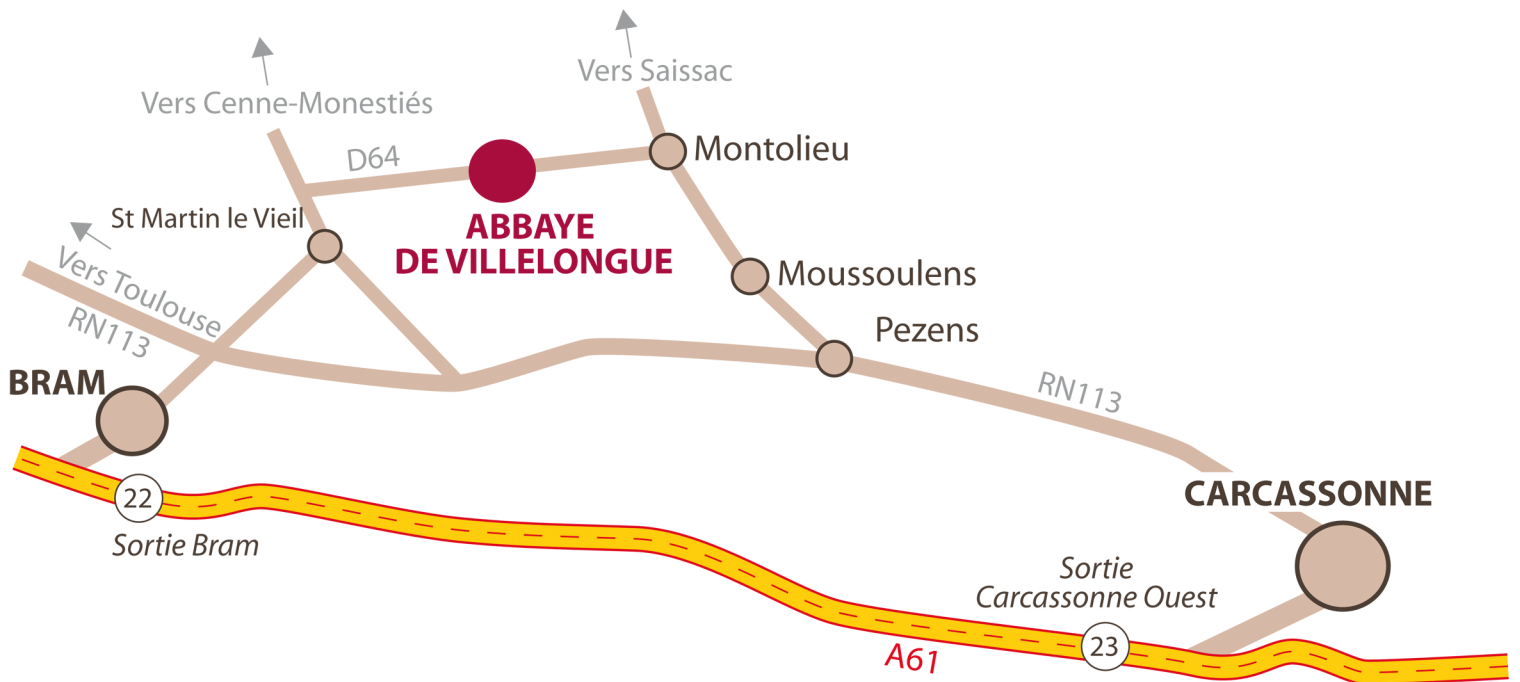 Vers Saissac
Vers Cenne-Monestiés
D64
Montolieu
St Martin le Vieil
ABBAYE
DE VILLELONGUE
Vers Toulouse
RN113
Moussoulens
Pezens
BRAM
RN113
22
Sortie Bram
CARCASSONNE
Sortie
Carcassonne Ouest
23
A61